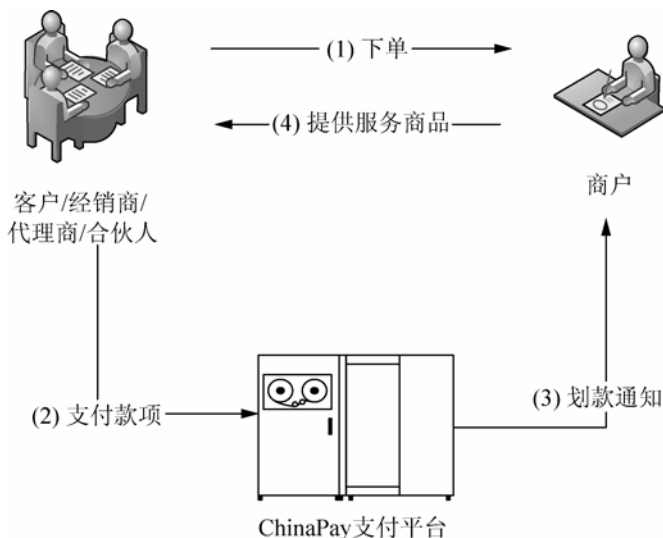 (1) 下单
(4) 提供服务商品
客户/经销商/
代理商/合伙人
商户
(2) 支付款项
(3) 划款通知
ChinaPay支付平台